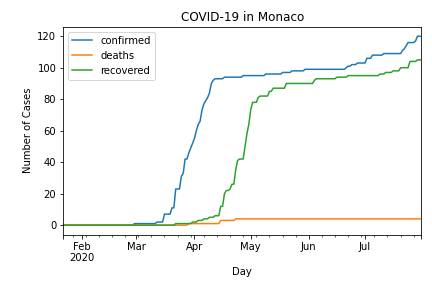 COVID-19 in Monaco
confirmed
deaths
recovered
Number of Cases
120
100
80
60
40
20
0
Feb
2020
Mar
Apr
May
Jun
Jul
Day